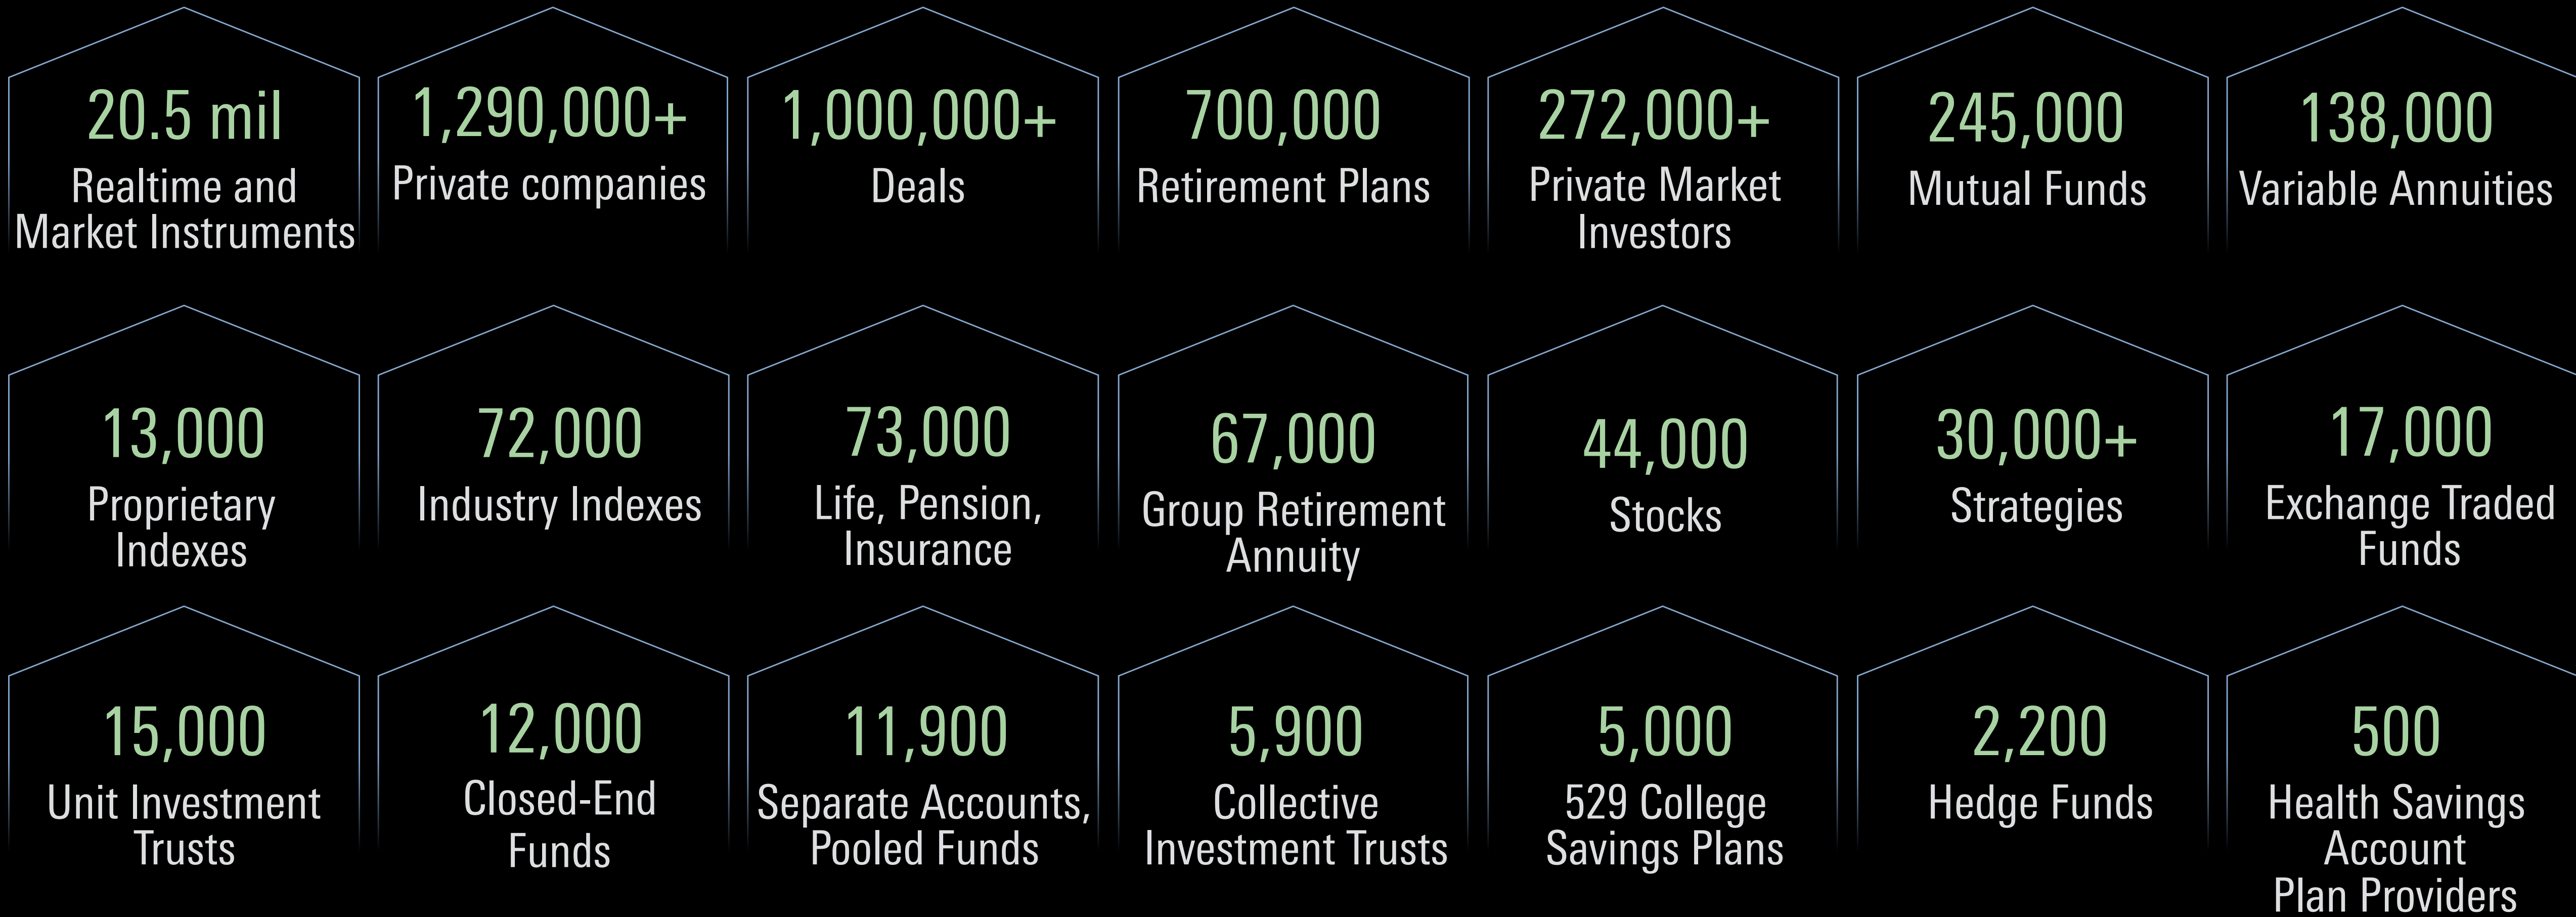 20.5 mil
Realtime and
Market Instruments
1,290,000+
Private companies
1,000,000+
Deals
700,000
Retirement Plans
272,000+
Private Market
Investors
245,000
Mutual Funds
138,000
Variable Annuities
13,000
Proprietary
Indexes
72,000
Industry Indexes
73,000
Life, Pension,
Insurance
67,000
Group Retirement
Annuity
44,000
Stocks
30,000+
Strategies
17,000
Exchange Traded
Funds
15,000
Unit Investment
Trusts
12,000
Closed-End
Funds
11,900
Separate Accounts,
Pooled Funds
5,900
Collective
Investment Trusts
5,000
529 College
Savings Plans
2,200
Hedge Funds
500
Health Savings
Account
Plan Providers